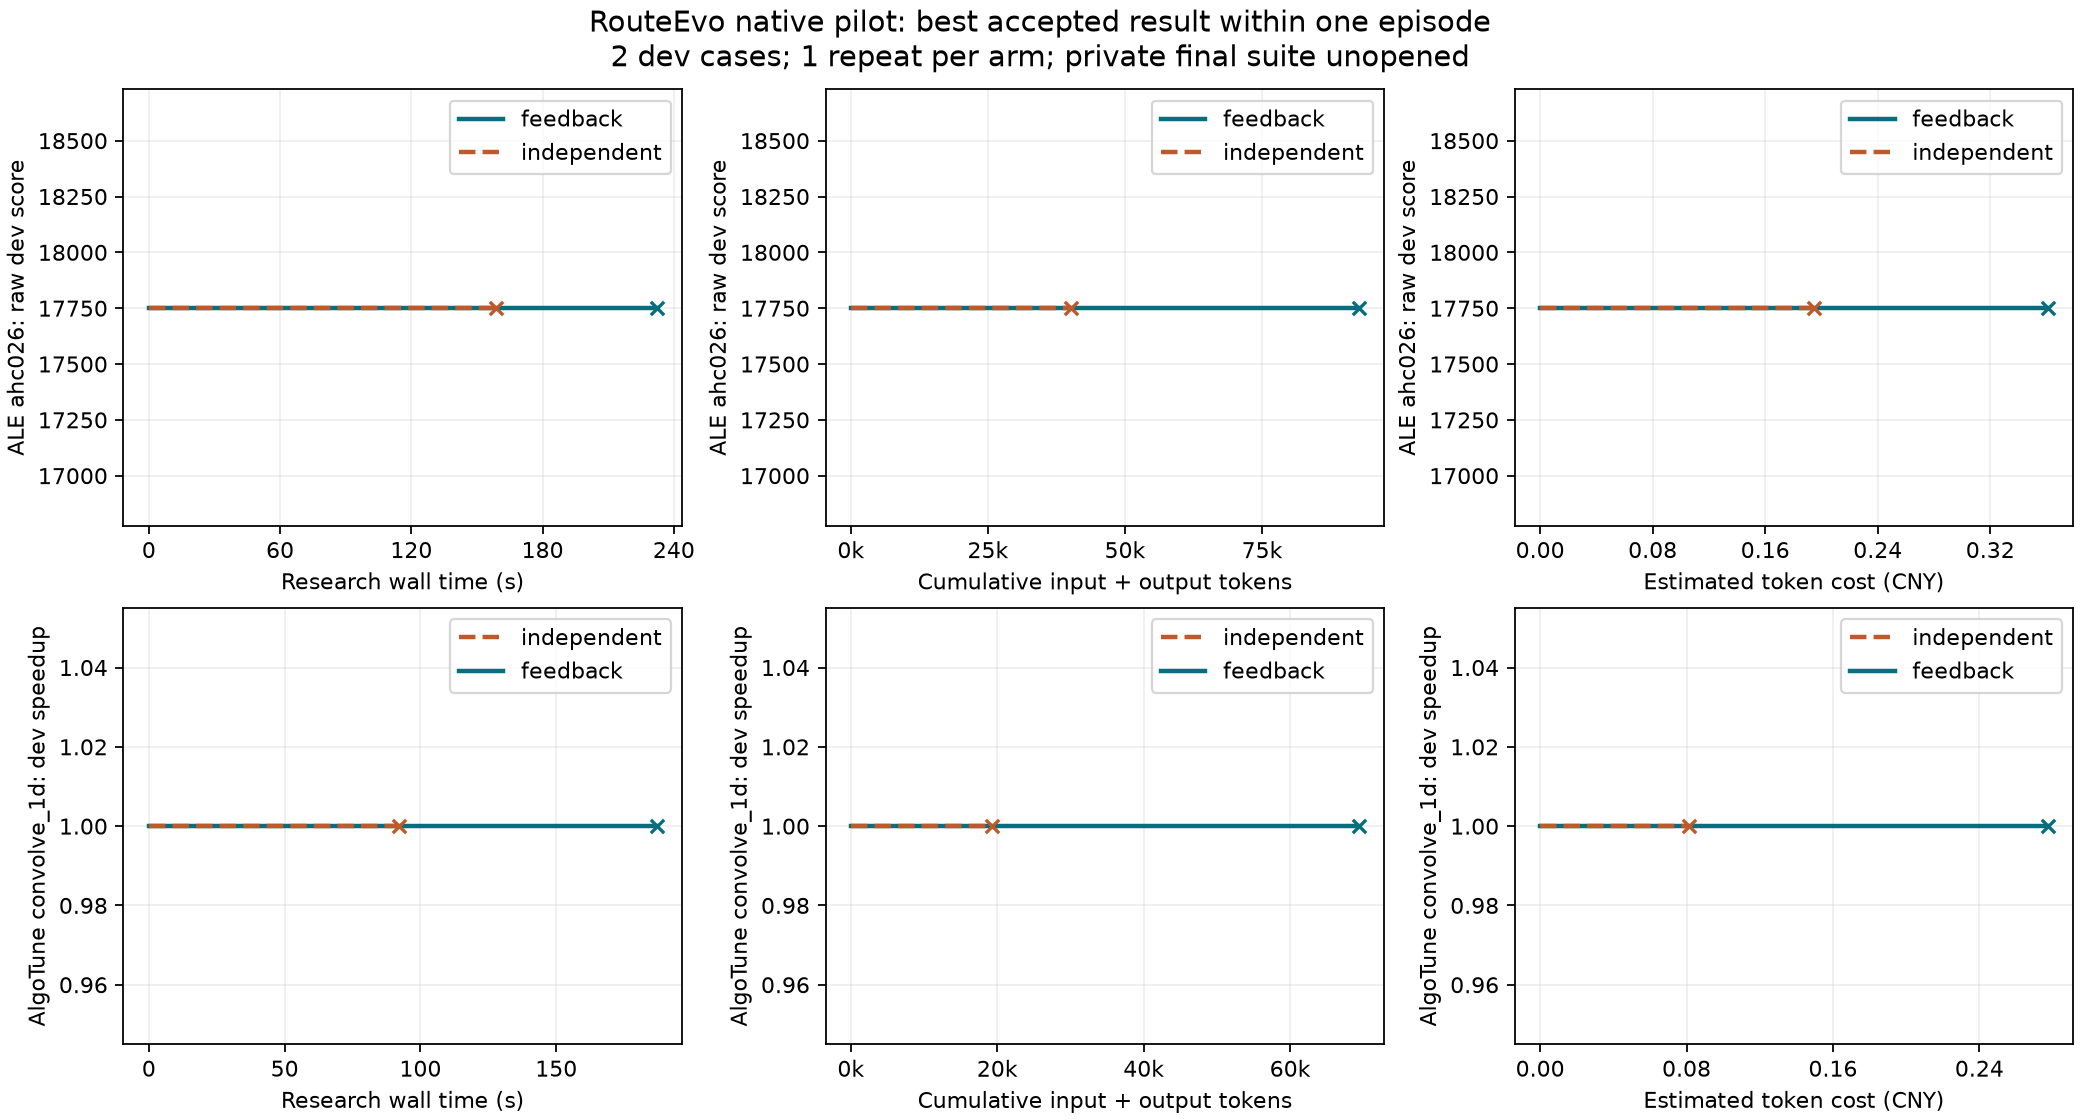 RouteEvo native pilot: best accepted result within one episode
2 dev cases; 1 repeat per arm; private final suite unopened
ALE ahc026: raw dev score
18500
18250
18000
17750
17500
17250
17000
feedback
independent
0
60
120
180
240
Research wall time (s)
ALE ahc026: raw dev score
18500
18250
18000
17750
17500
17250
17000
feedback
independent
0k
25k
50k
75k
Cumulative input + output tokens
ALE ahc026: raw dev score
18500
18250
18000
17750
17500
17250
17000
feedback
independent
0.00
0.08
0.16
0.24
0.32
Estimated token cost (CNY)
AlgoTune convolve_1d: dev speedup
1.04
1.02
1.00
0.98
0.96
independent
feedback
0
50
100
150
Research wall time (s)
AlgoTune convolve_1d: dev speedup
1.04
1.02
1.00
0.98
0.96
independent
feedback
0k
20k
40k
60k
Cumulative input + output tokens
AlgoTune convolve_1d: dev speedup
1.04
1.02
1.00
0.98
0.96
independent
feedback
0.00
0.08
0.16
0.24
Estimated token cost (CNY)